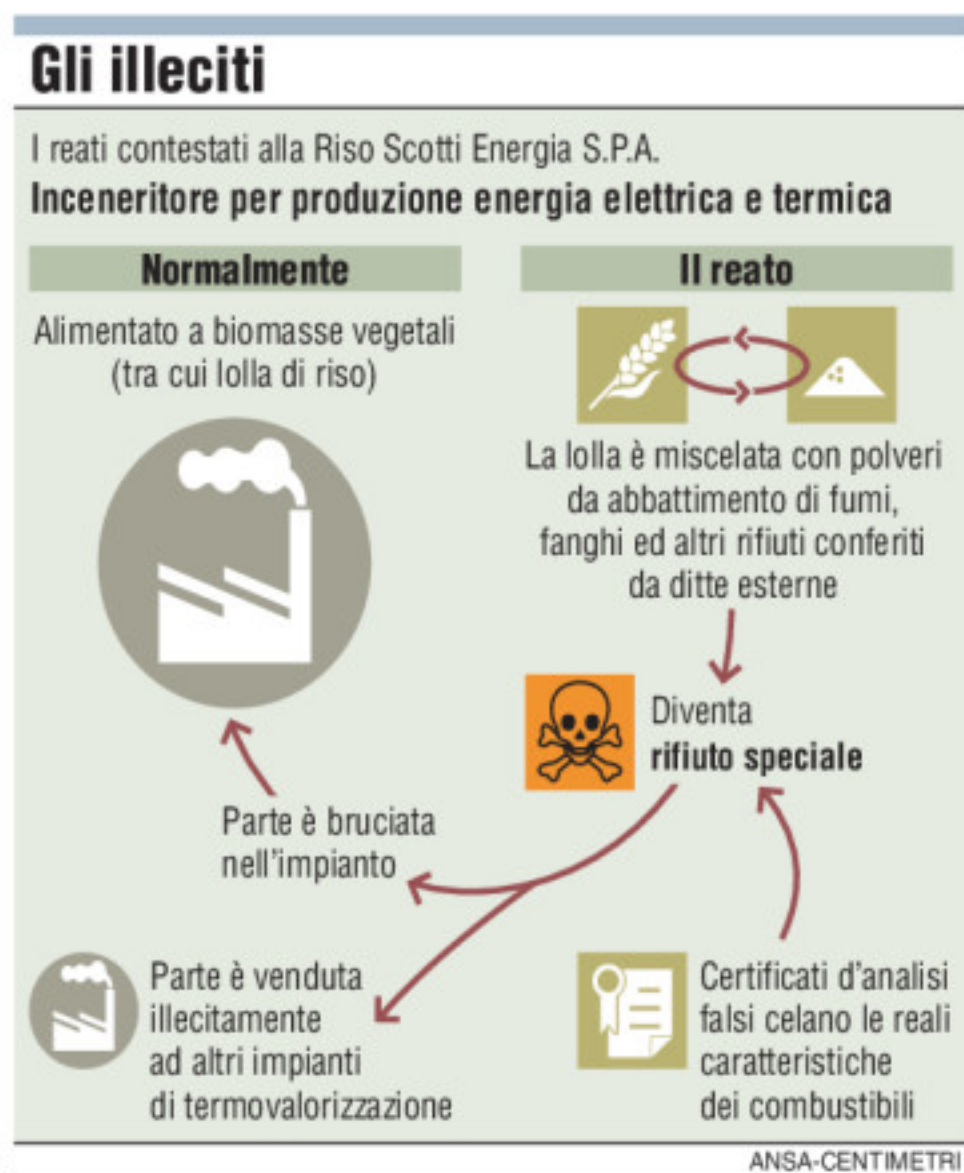 Gli illeciti
I reati contestati alla Riso Scotti Energia S.P.A.
Inceneritore per produzione energia elettrica e termica
Normalmente
Alimentato a biomasse vegetali
(tra cui lolla di riso)
Il reato
La lolla è miscelata con polveri
da abbattimento di fumi,
fanghi ed altri rifiuti conferiti
da ditte esterne
Diventa
rifiuto speciale
Parte è bruciata
nell'impianto
Parte è venduta
illecitamente
ad altri impianti
di termovalorizzazione
Certificati d'analisi
falsi celano le reali
caratteristiche
dei combustibili
ANSA-CENTIMETRI